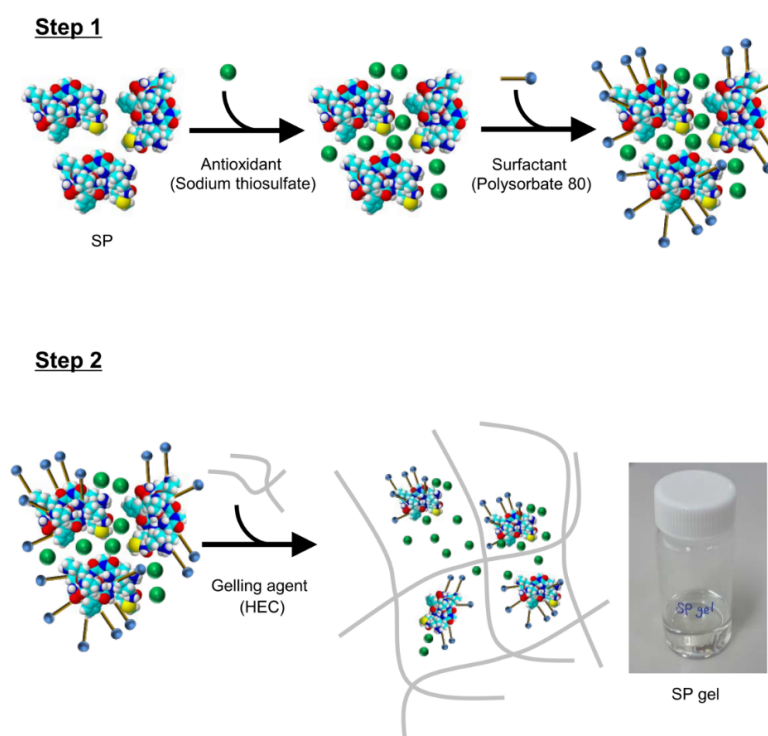 Step 1
Antioxidant
(Sodium thiosulfate)
Surfactant
(Polysorbate 80)
SP
Step 2
Gelling agent
(HEC)
SP gel
SP gel